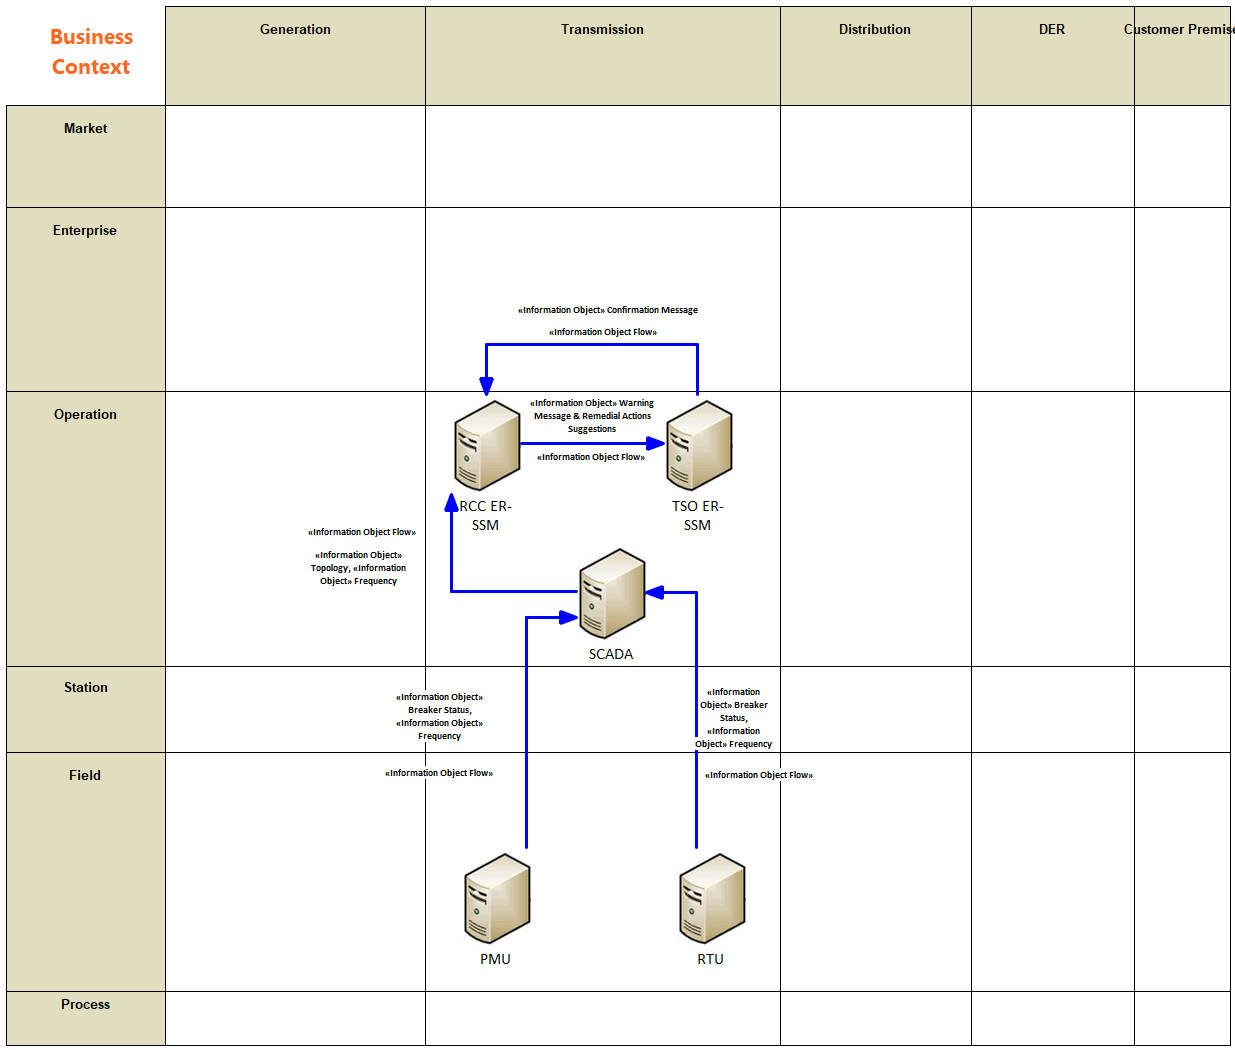 Business
Context
Generation
Transmission
Distribution
DER
Customer Premise
Market
Enterprise
«Information Object» Confirmation Message
«Information Object Flow»
Operation
«Information Object» Warning
Message & Remedial Actions
Suggestions
«Information Object Flow»
RCC ER-
SSM
TSO ER-
SSM
«Information Object Flow»
«Information Object»
Topology, «Information
Object» Frequency
SCADA
Station
«Information Object»
Breaker Status,
«Information Object»
Frequency
«Information
Object» Breaker
Status,
«Information
Object» Frequency
Field
«Information Object Flow»
«Information Object Flow»
PMU
RTU
Process